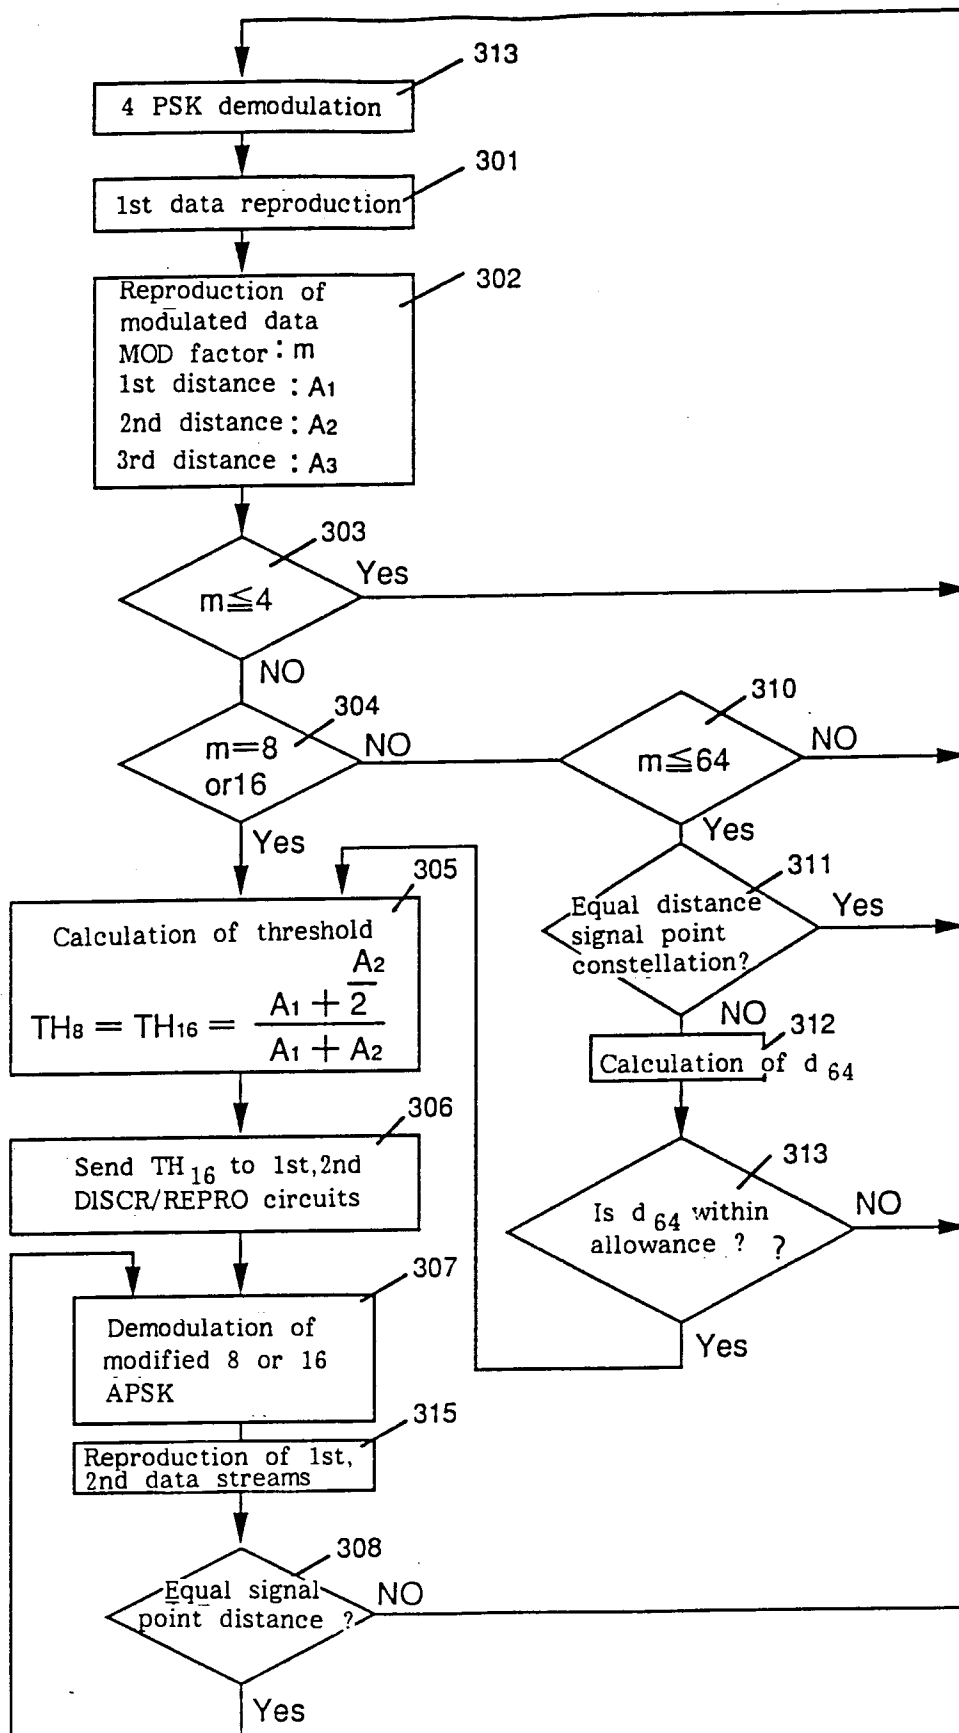 313
4 PSK demodulation
301
1st data reproduction
302
Reproduction of
modulated data
MOD factor : m
1st distance : A1
2nd distance : A2
3rd distance : A3
303
Yes
m≦4
NO
304
m=8
or16
NO
310
m≦64
NO
Yes
Yes
305
Calculation of threshold
TH8 = TH16 = (A1 + A2/2) / (A1 + A2)
311
Equal distance
signal point
constellation?
Yes
NO
312
Calculation of d 64
306
Send TH 16 to 1st,2nd
DISCR/REPRO circuits
313
Is d 64 within
allowance ? ?
NO
Yes
307
Demodulation of
modified 8 or 16
APSK
315
Reproduction of 1st,
2nd data streams
308
Equal signal
point distance ?
NO
Yes